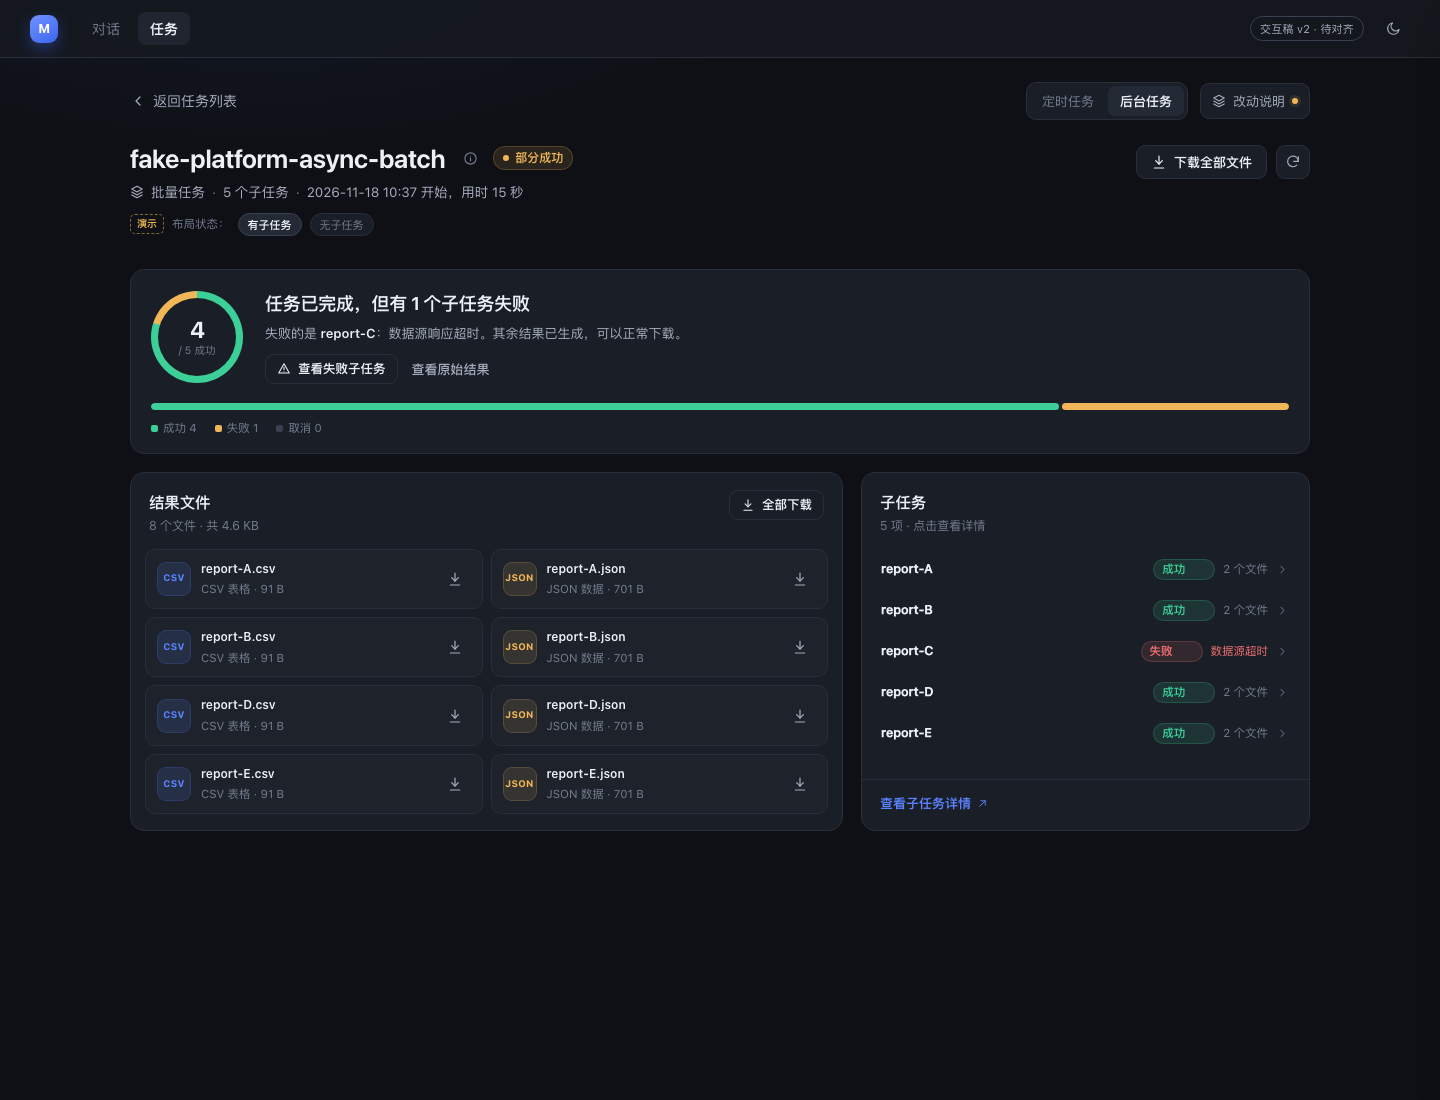 M
对话
任务
交互稿 v2 · 待对齐
返回任务列表
定时任务
后台任务
改动说明
fake-platform-async-batch
部分成功
下载全部文件
批量任务 · 5 个子任务 · 2026-11-18 10:37 开始，用时 15 秒
演示
布局状态：
有子任务
无子任务
4
/ 5 成功
任务已完成，但有 1 个子任务失败
失败的是 report-C：数据源响应超时。其余结果已生成，可以正常下载。
查看失败子任务
查看原始结果
成功 4
失败 1
取消 0
结果文件
8 个文件 · 共 4.6 KB
全部下载
CSV
report-A.csv
CSV 表格 · 91 B
JSON
report-A.json
JSON 数据 · 701 B
CSV
report-B.csv
CSV 表格 · 91 B
JSON
report-B.json
JSON 数据 · 701 B
CSV
report-D.csv
CSV 表格 · 91 B
JSON
report-D.json
JSON 数据 · 701 B
CSV
report-E.csv
CSV 表格 · 91 B
JSON
report-E.json
JSON 数据 · 701 B
子任务
5 项 · 点击查看详情
report-A 成功 2 个文件
report-B 成功 2 个文件
report-C 失败 数据源超时
report-D 成功 2 个文件
report-E 成功 2 个文件
查看子任务详情